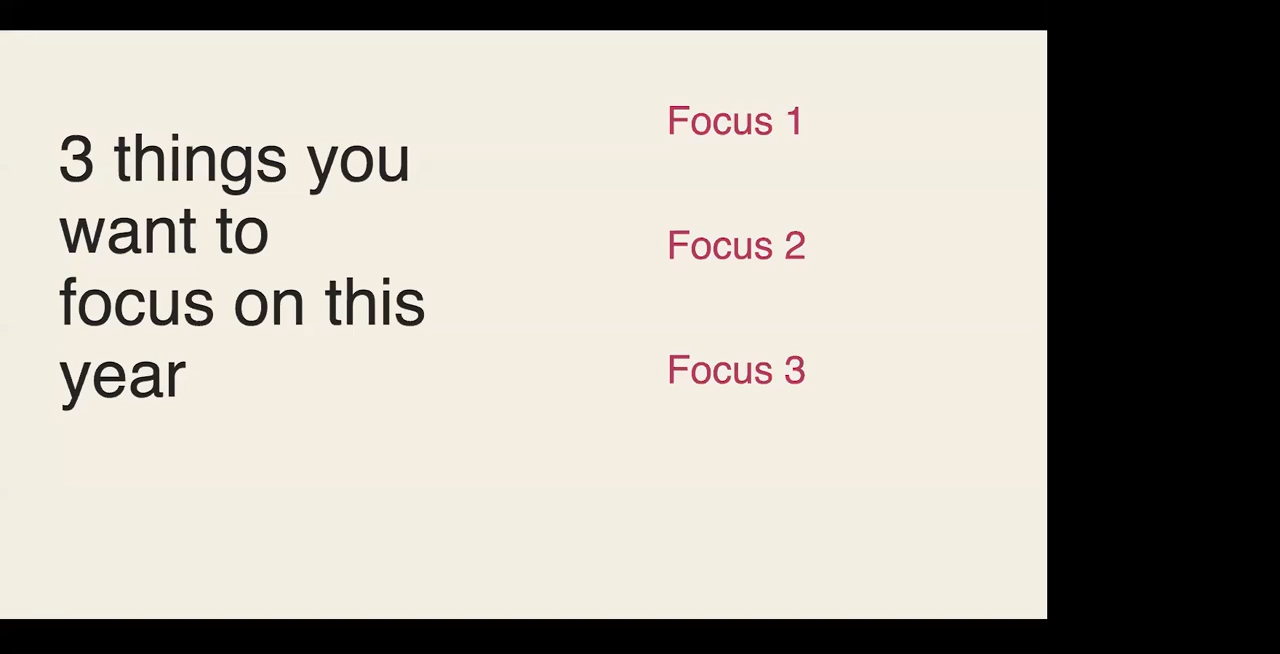 3 things you
want to
focus on this
year
Focus 1
Focus 2
Focus 3